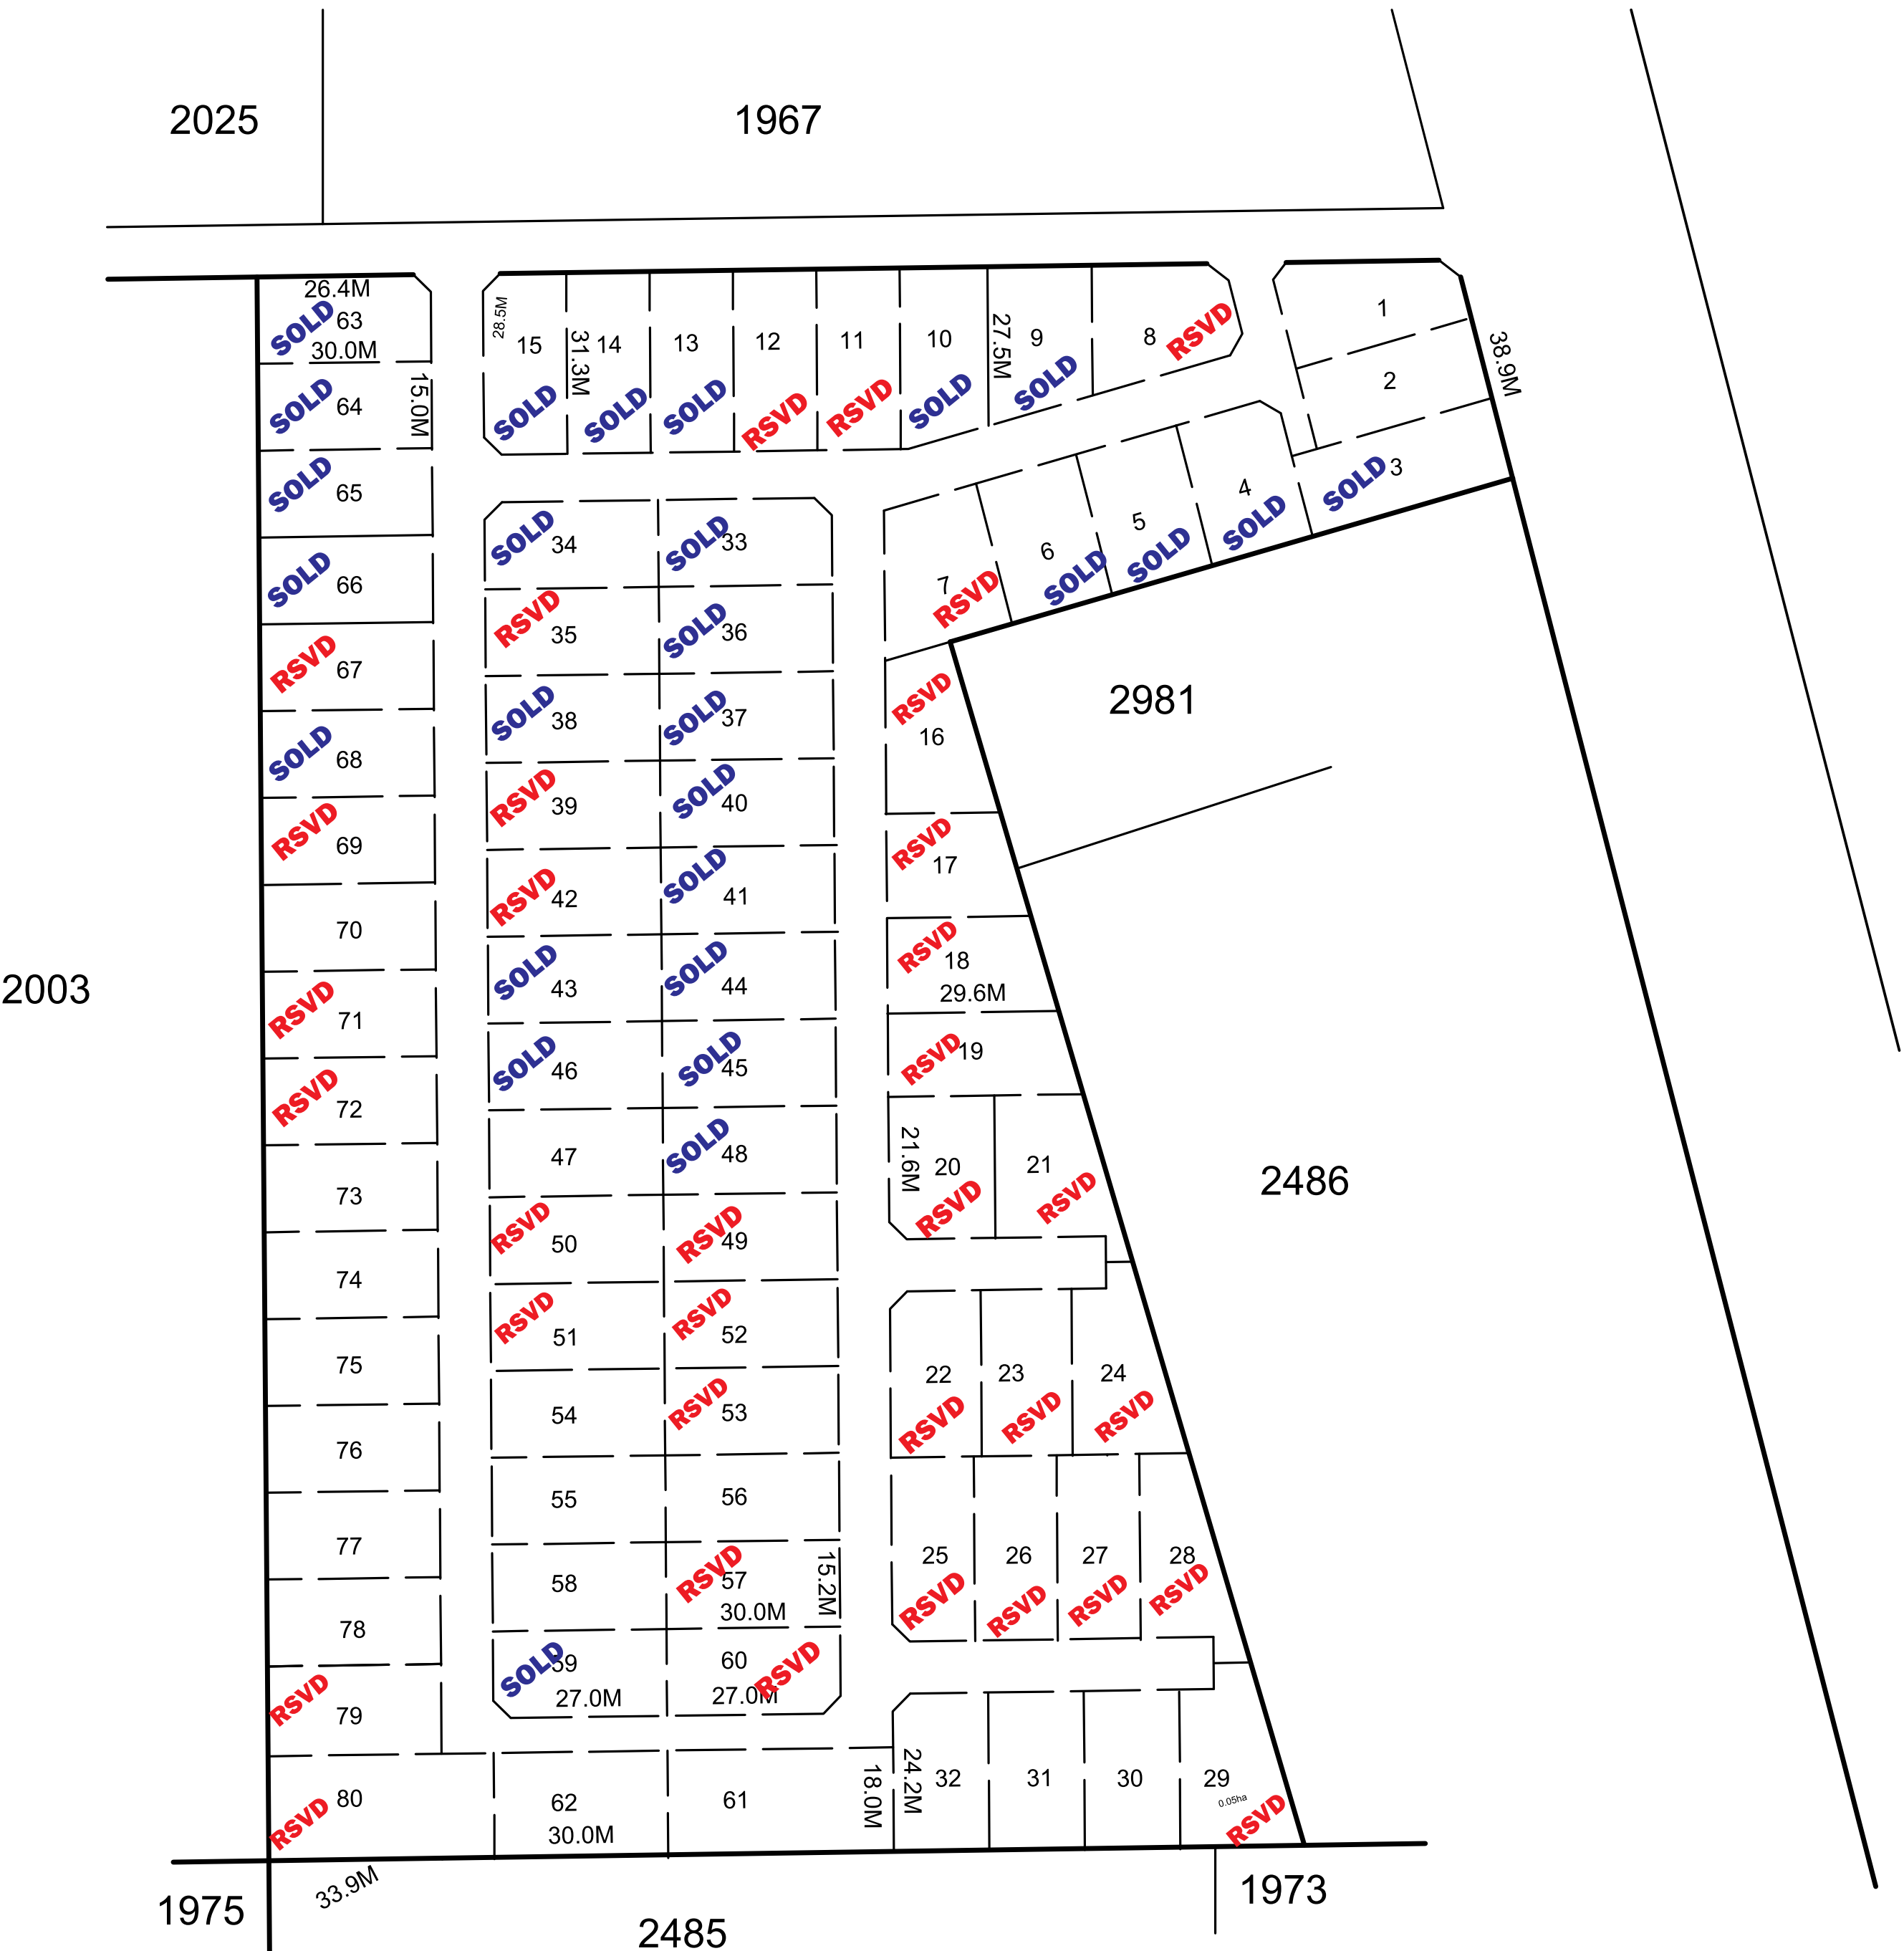 2025
1967
26.4M
SOLD 63
30.0M
SOLD 64
15.0M
SOLD 65
SOLD 66
RSVD 67
SOLD 68
RSVD 69
70
RSVD 71
RSVD 72
73
74
75
76
77
78
RSVD 79
RSVD 80
33.9M
28.5M
15 SOLD
31.3M
14 SOLD
13 SOLD
12 RSVD
11 RSVD
10 SOLD
27.5M
9 SOLD
8 RSVD
1
38.9M
2
3 SOLD
4 SOLD
5 SOLD
6 SOLD
7 RSVD
SOLD 34
SOLD 33
RSVD 35
SOLD 36
SOLD 38
SOLD 37
RSVD 39
SOLD 40
RSVD 42
SOLD 41
SOLD 43
SOLD 44
SOLD 46
SOLD 45
47
SOLD 48
RSVD 50
RSVD 49
RSVD 51
RSVD 52
54
RSVD 53
55
56
58
RSVD 57
15.2M
30.0M
SOLD 59
27.0M
60 RSVD
27.0M
62
30.0M
61
18.0M
RSVD 16
RSVD 17
RSVD 18
29.6M
RSVD 19
21.6M
20 RSVD
21 RSVD
22 RSVD
23 RSVD
24 RSVD
25 RSVD
26 RSVD
27 RSVD
28 RSVD
24.2M
32
31
30
29
0.05ha
RSVD
2981
2486
2003
1975
2485
1973